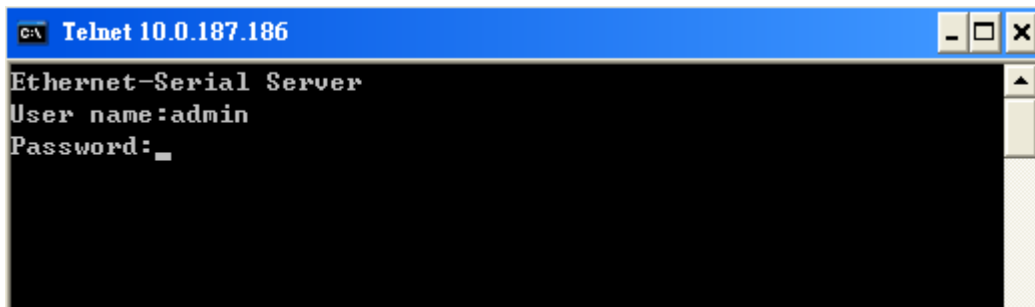 Telnet 10.0.187.186
Ethernet-Serial Server
User name:admin
Password:_